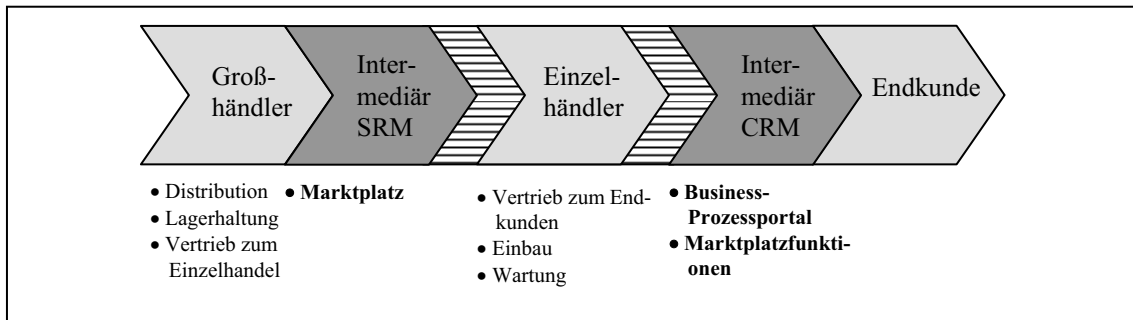 Groß-
händler
Inter-
mediär
SRM
Einzel-
händler
Inter-
mediär
CRM
Endkunde
• Distribution
• Lagerhaltung
• Vertrieb zum
Einzelhandel
• Marktplatz
• Vertrieb zum End-
kunden
• Einbau
• Wartung
• Business-
Prozessportal
• Marktplatzfunkti-
onen